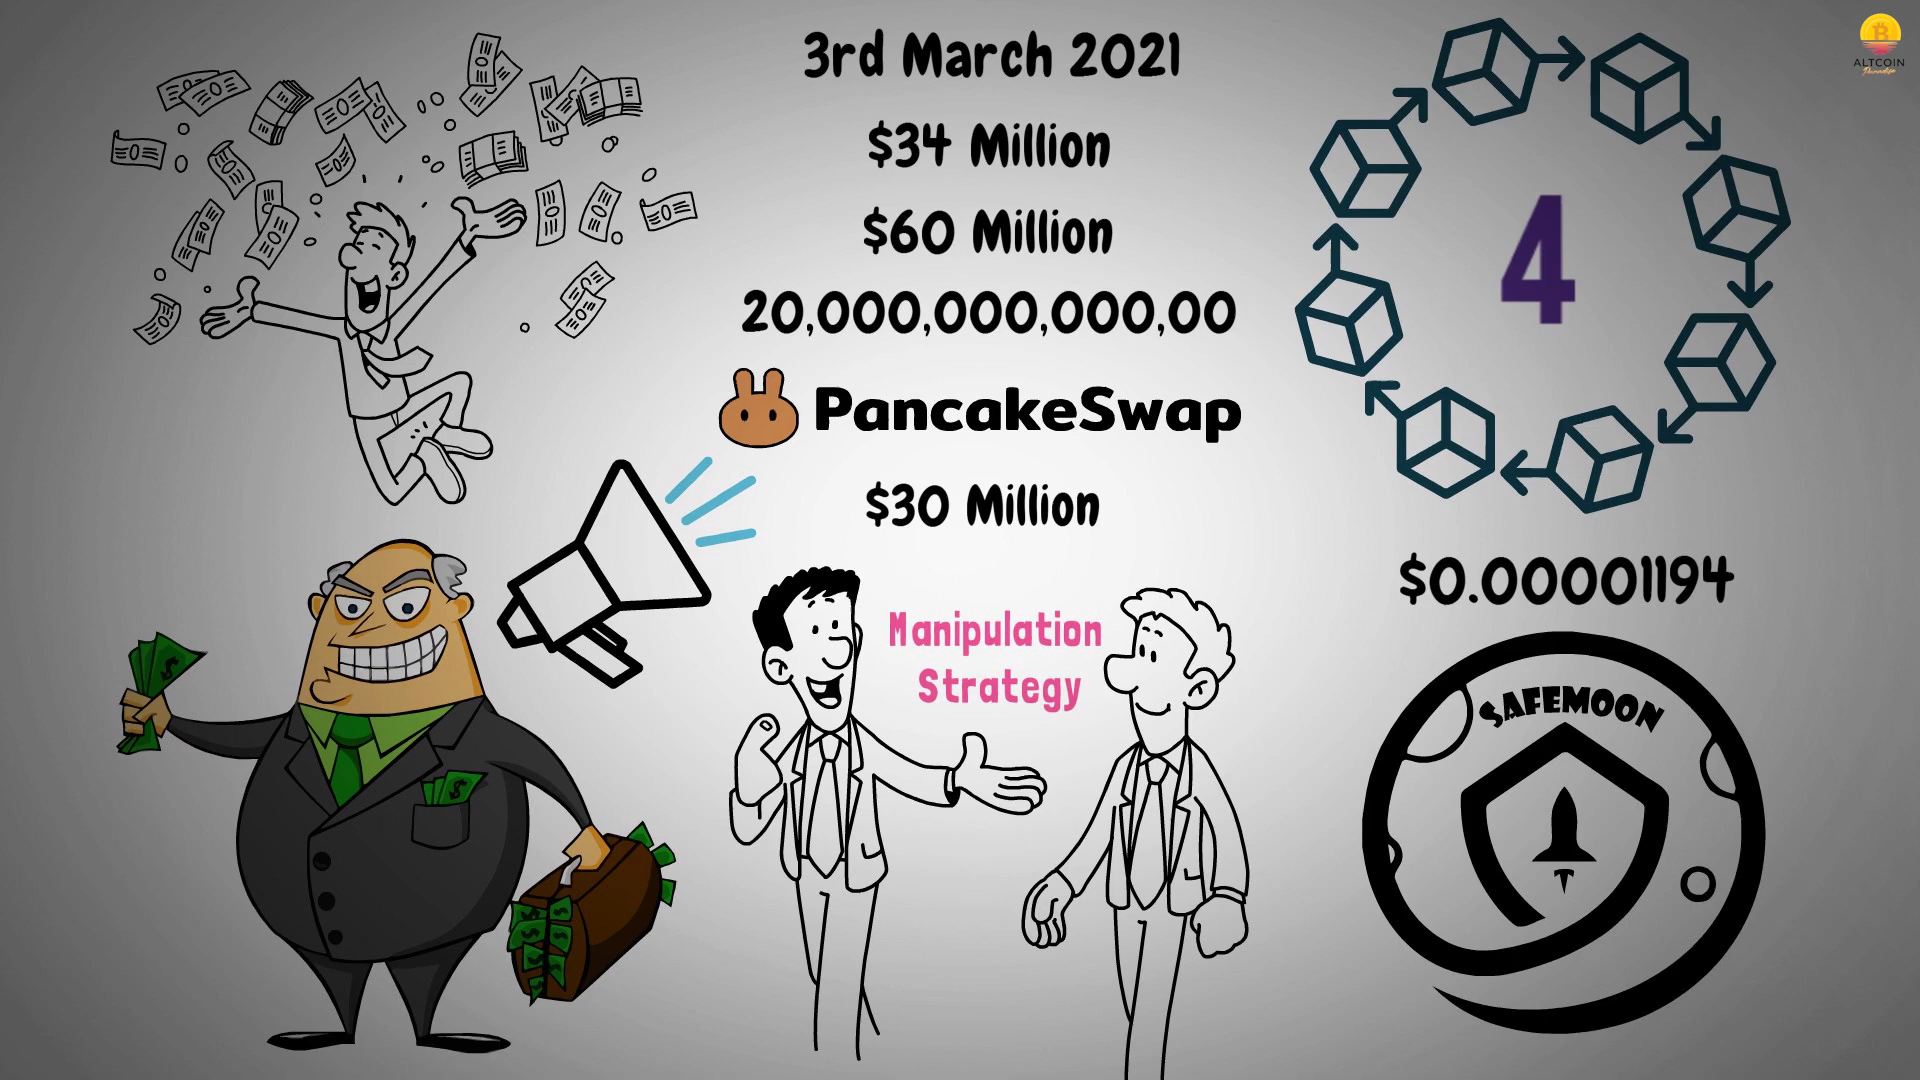 3rd March 2021
$34 Million
$60 Million
20,000,000,000,00
PancakeSwap
$30 Million
Manipulation
Strategy
4
$0.00001194
SAFEMOON
ALTCOIN
Paradise